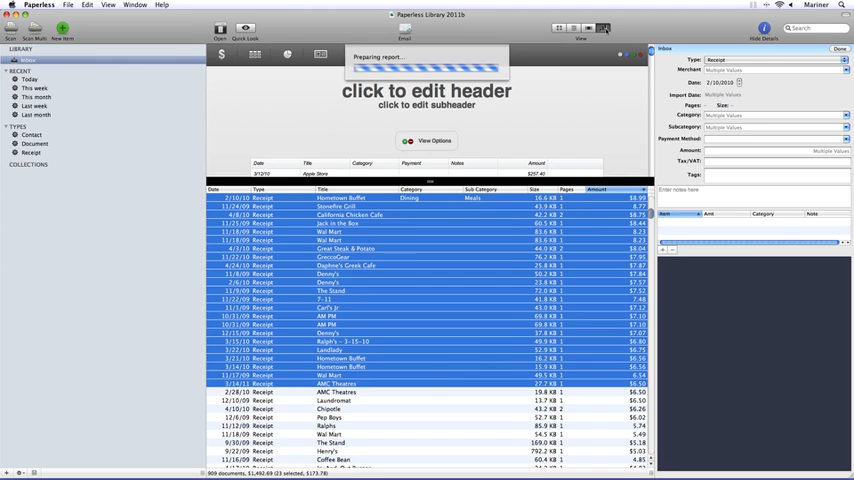 Paperless File Edit View Window Help Mariner
Paperless Library 2011b
Scan Scan Multi New Item Open Quick Look Email View Hide Details Search
LIBRARY
Inbox
RECENT
Today
This week
This month
Last week
Last month
TYPES
Contact
Document
Receipt
COLLECTIONS
Preparing report...
click to edit header
click to edit subheader
View Options
Date Title Category Payment Notes Amount
3/12/10 Apple Store $257.40
Date Type Title Category Sub Category Size Pages Amount
2/10/10 Receipt Hometown Buffet Dining Meals 16.6 KB 1 $8.99
11/24/09 Receipt Stonefire Grill 43.9 KB 1 8.77
4/8/10 Receipt California Chicken Cafe 42.2 KB 2 $8.75
11/25/09 Receipt Jack in the Box 60.5 KB 1 $8.44
11/18/09 Receipt Wal Mart 83.6 KB 1 8.23
11/18/09 Receipt Wal Mart 83.6 KB 1 8.23
4/3/10 Receipt Great Steak & Potato 44.0 KB 2 $8.04
11/22/09 Receipt GreccoGear 76.2 KB 1 $7.95
4/24/10 Receipt Daphne's Greek Cafe 25.8 KB 1 $7.87
11/8/09 Receipt Denny's 50.2 KB 1 $7.84
2/6/10 Receipt Denny's 23.8 KB 1 $7.57
11/9/09 Receipt The Stand 72.0 KB 1 $7.52
11/22/09 Receipt 7-11 41.8 KB 1 7.48
11/1/09 Receipt Carl's Jr 61.3 KB 1 $7.12
10/31/09 Receipt AM PM 69.8 KB 1 $7.10
10/31/09 Receipt AM PM 69.8 KB 1 $7.10
12/15/09 Receipt Denny's 37.8 KB 1 $7.07
3/15/10 Receipt Ralph's - 3-15-10 49.9 KB 1 $6.80
3/22/10 Receipt Landlady 52.9 KB 1 $6.75
3/14/10 Receipt Hometown Buffet 15.9 KB 1 $6.56
3/14/10 Receipt Hometown Buffet 15.9 KB 1 $6.56
11/17/09 Receipt Wal Mart 49.5 KB 1 6.54
3/14/11 Receipt AMC Theatres 27.7 KB 1 $6.50
2/28/10 Receipt AMC Theatres 19.8 KB 1 $6.50
12/10/09 Receipt Laundromat 13.7 KB 1 $6.50
4/10/10 Receipt Chipotle 43.2 KB 2 $6.26
10/12/09 Receipt Pep Boys 62.4 KB 1 $5.92
11/22/09 Receipt Ralphs 85.9 KB 1 5.74
11/18/09 Receipt Wal Mart 54.5 KB 1 5.49
9/30/09 Receipt The Stand 169.0 KB 1 $5.18
9/22/09 Receipt Henry's 792.2 KB 1 $5.03
11/16/09 Receipt Coffee Bean 60.3 KB 1 4.85
909 documents, $1,492.69 (23 selected, $173.78)
Inbox Done
Type: Receipt
Merchant Multiple Values
Date: 2/10/2010
Import Date: Multiple Values
Pages: - Size: -
Category: Multiple Values
Subcategory: Multiple Values
Payment Method:
Amount: Multiple Values
Tax/VAT:
Tags:
Enter notes here
Item Amt Category Note